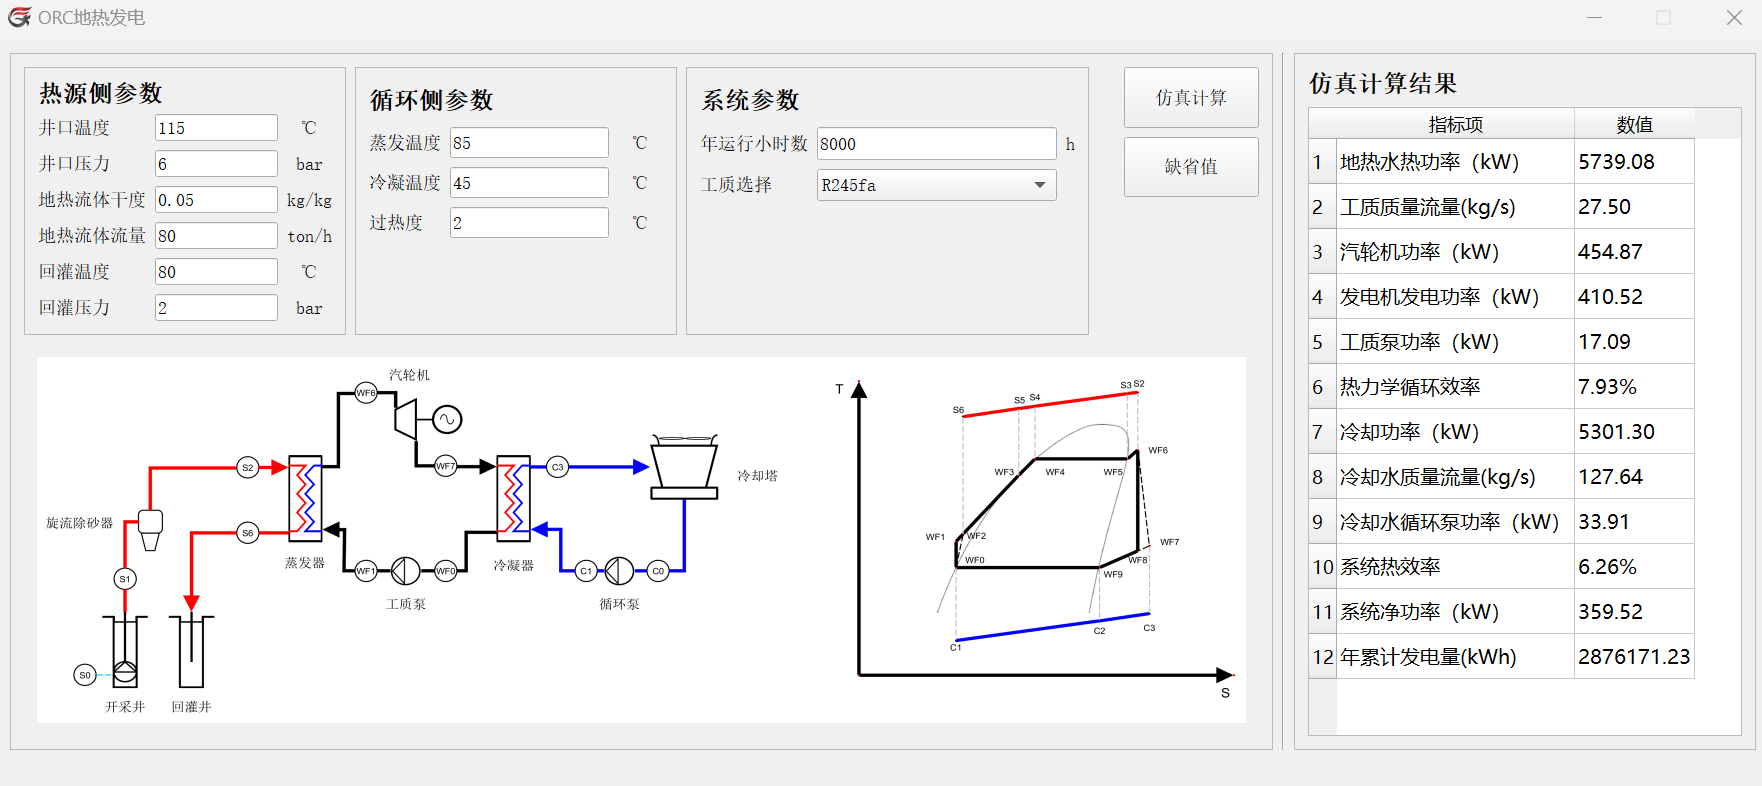 ORC地热发电
热源侧参数
井口温度 115 ℃
井口压力 6 bar
地热流体干度 0.05 kg/kg
地热流体流量 80 ton/h
回灌温度 80 ℃
回灌压力 2 bar
循环侧参数
蒸发温度 85 ℃
冷凝温度 45 ℃
过热度 2 ℃
系统参数
年运行小时数 8000 h
工质选择 R245fa
仿真计算
缺省值
汽轮机
WF6
WF7
S2
C3
冷却塔
旋流除砂器
S6
蒸发器
冷凝器
WF1
WF0
C1
C0
工质泵
循环泵
S1
S0
开采井
回灌井
T
S6
S5
S4
S3
S2
WF3
WF4
WF5
WF6
WF1
WF2
WF0
WF7
WF8
WF9
C1
C2
C3
S
仿真计算结果
指标项 数值
1 地热水热功率（kW） 5739.08
2 工质质量流量(kg/s) 27.50
3 汽轮机功率（kW） 454.87
4 发电机发电功率（kW） 410.52
5 工质泵功率（kW） 17.09
6 热力学循环效率 7.93%
7 冷却功率（kW） 5301.30
8 冷却水质量流量(kg/s) 127.64
9 冷却水循环泵功率（kW） 33.91
10 系统热效率 6.26%
11 系统净功率（kW） 359.52
12 年累计发电量(kWh) 2876171.23